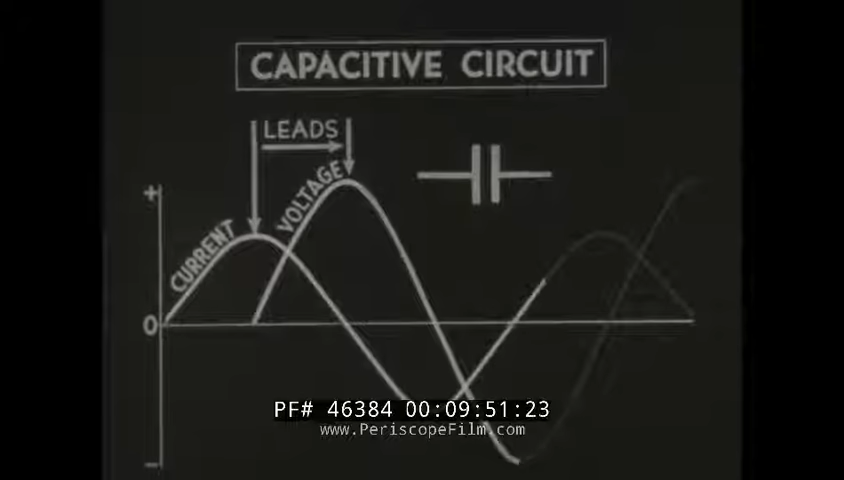 CAPACITIVE CIRCUIT
LEADS
+
CURRENT
VOLTAGE
0
-
PF# 46384 00:09:51:23
www.PeriscopeFilm.com